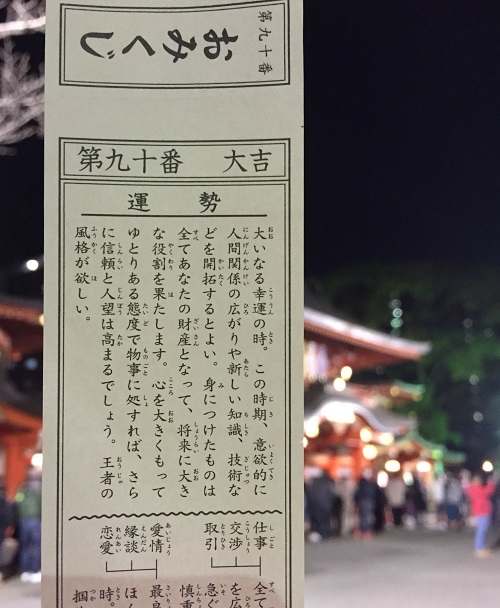 第九十番
おみくじ
第九十番 大吉
運勢
大いなる幸運の時。この時期、意欲的に
人間関係の広がりや新しい知識、技術な
どを開拓するとよい。身につけたものは
全てあなたの財産となって、将来に大き
な役割を果たします。心を大きくもって
ゆとりある態度で物事に処すれば、さら
に信頼と人望は高まるでしょう。王者の
風格が欲しい。
仕事
交渉
取引
全て
を広
急ぐ
慎重
愛情
縁談
恋愛
最
ほん
時。
掴